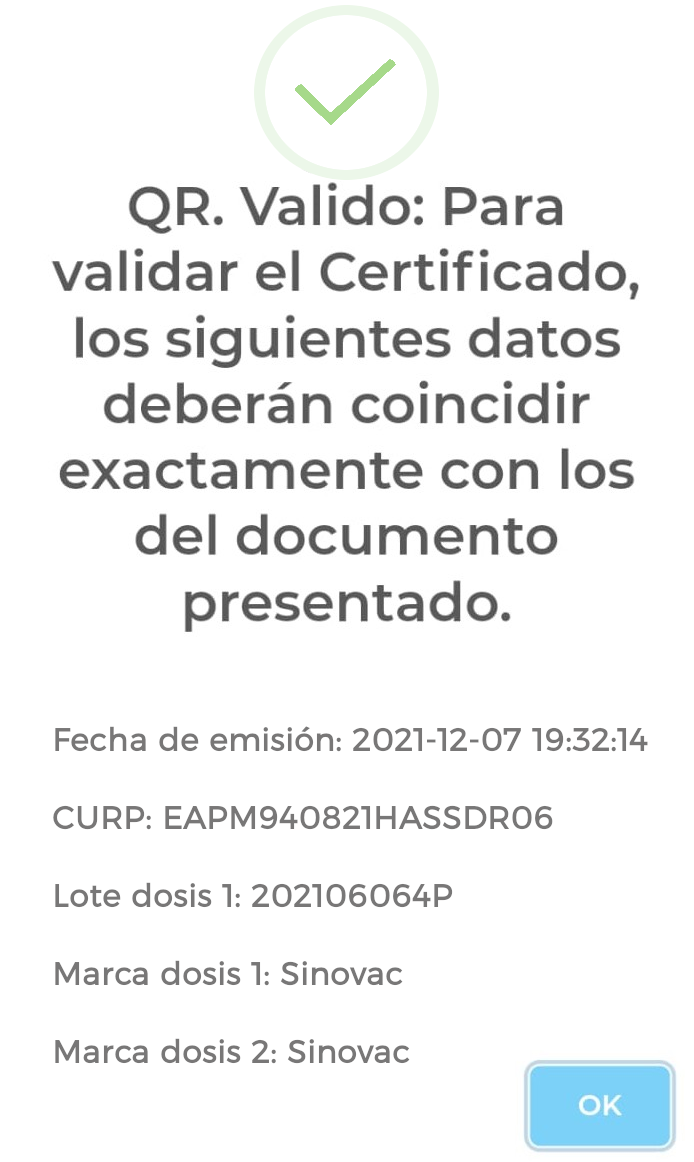 QR. Valido: Para
validar el Certificado,
los siguientes datos
deberán coincidir
exactamente con los
del documento
presentado.
Fecha de emisión: 2021-12-07 19:32:14
CURP: EAPM940821HASSDR06
Lote dosis 1: 202106064P
Marca dosis 1: Sinovac
Marca dosis 2: Sinovac
OK